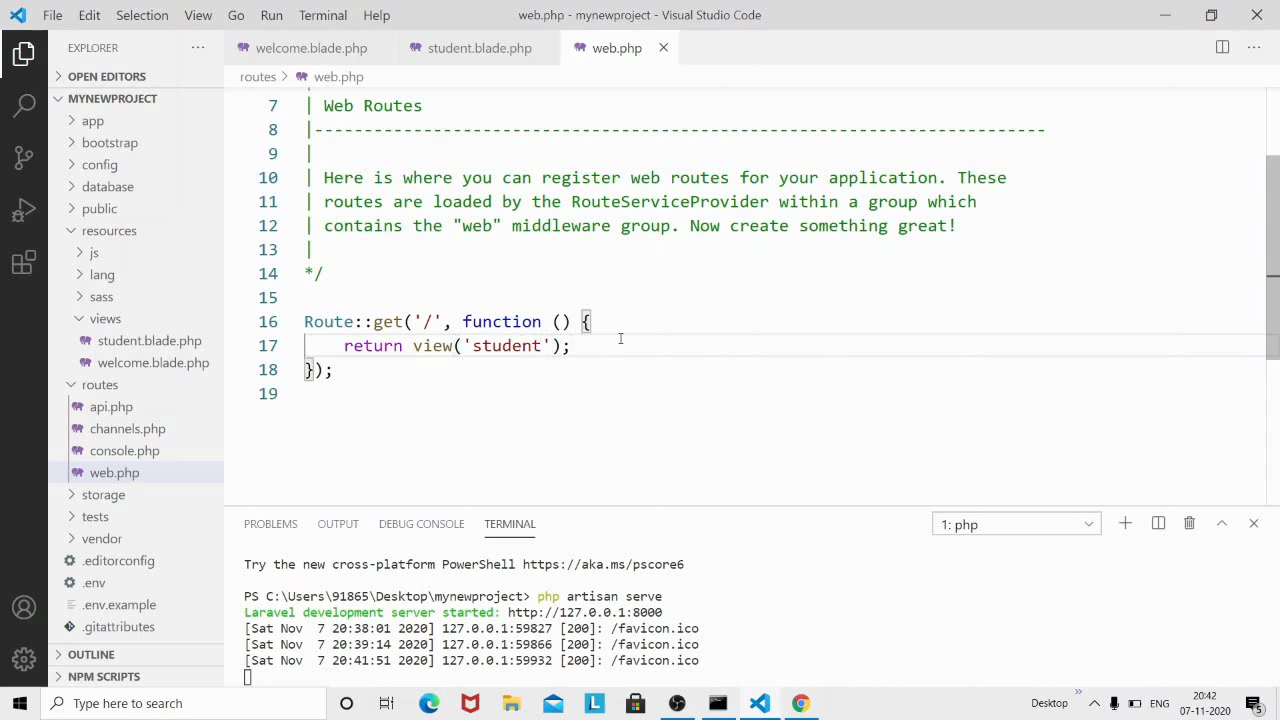 File Edit Selection View Go Run Terminal Help web.php - mynewproject - Visual Studio Code
EXPLORER ...
welcome.blade.php student.blade.php web.php
OPEN EDITORS
routes > web.php
MYNEWPROJECT
app
bootstrap
config
database
public
resources
js
lang
sass
views
student.blade.php
welcome.blade.php
routes
api.php
channels.php
console.php
web.php
storage
tests
vendor
.editorconfig
.env
.env.example
.gitattributes
OUTLINE
NPM SCRIPTS
7 | Web Routes
8 |--------------------------------------------------------------------------
9 |
10 | Here is where you can register web routes for your application. These
11 | routes are loaded by the RouteServiceProvider within a group which
12 | contains the "web" middleware group. Now create something great!
13 |
14 */
15
16 Route::get('/', function () {
17 return view('student');
18 });
19
PROBLEMS OUTPUT DEBUG CONSOLE TERMINAL 1: php
Try the new cross-platform PowerShell https://aka.ms/pscore6
PS C:\Users\91865\Desktop\mynewproject> php artisan serve
Laravel development server started: http://127.0.0.1:8000
[Sat Nov  7 20:38:01 2020] 127.0.0.1:59827 [200]: /favicon.ico
[Sat Nov  7 20:39:14 2020] 127.0.0.1:59866 [200]: /favicon.ico
[Sat Nov  7 20:41:51 2020] 127.0.0.1:59932 [200]: /favicon.ico
Type here to search
L
Desktop
ENG
20:42
07-11-2020
5